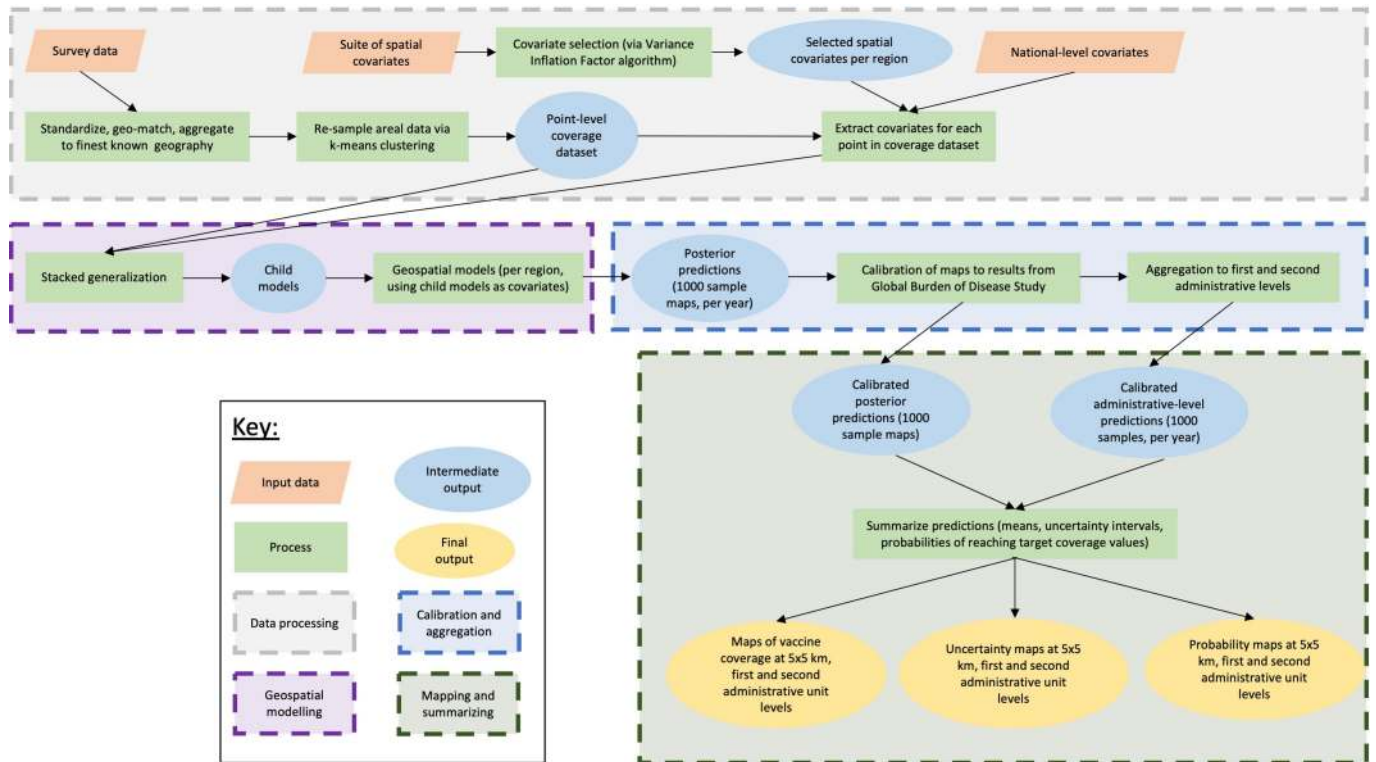 Survey data
Suite of spatial
covariates
Covariate selection (via Variance
Inflation Factor algorithm)
Selected spatial
covariates per
region
National-level covariates
Standardize, geo-match, aggregate
to finest known geography
Re-sample areal data via
k-means clustering
Point-level
coverage
dataset
Extract covariates for each
point in coverage dataset
Stacked generalization
Child
models
Geospatial models (per region,
using child models as covariates)
Posterior
predictions
(1000 sample
maps, per year)
Calibration of maps to results from
Global Burden of Disease Study
Aggregation to first and second
administrative levels
Calibrated
posterior
predictions (1000
sample maps)
Calibrated
administrative-level
predictions (1000
samples, per year)
Summarize predictions (means, uncertainty intervals,
probabilities of reaching target coverage values)
Maps of vaccine
coverage at 5x5 km,
first and second
administrative unit
levels
Uncertainty maps at 5x5
km, first and second
administrative unit
levels
Probability maps at 5x5
km, first and second
administrative unit
levels
Key:
Input data
Intermediate
output
Process
Final
output
Data processing
Calibration and
aggregation
Geospatial
modelling
Mapping and
summarizing